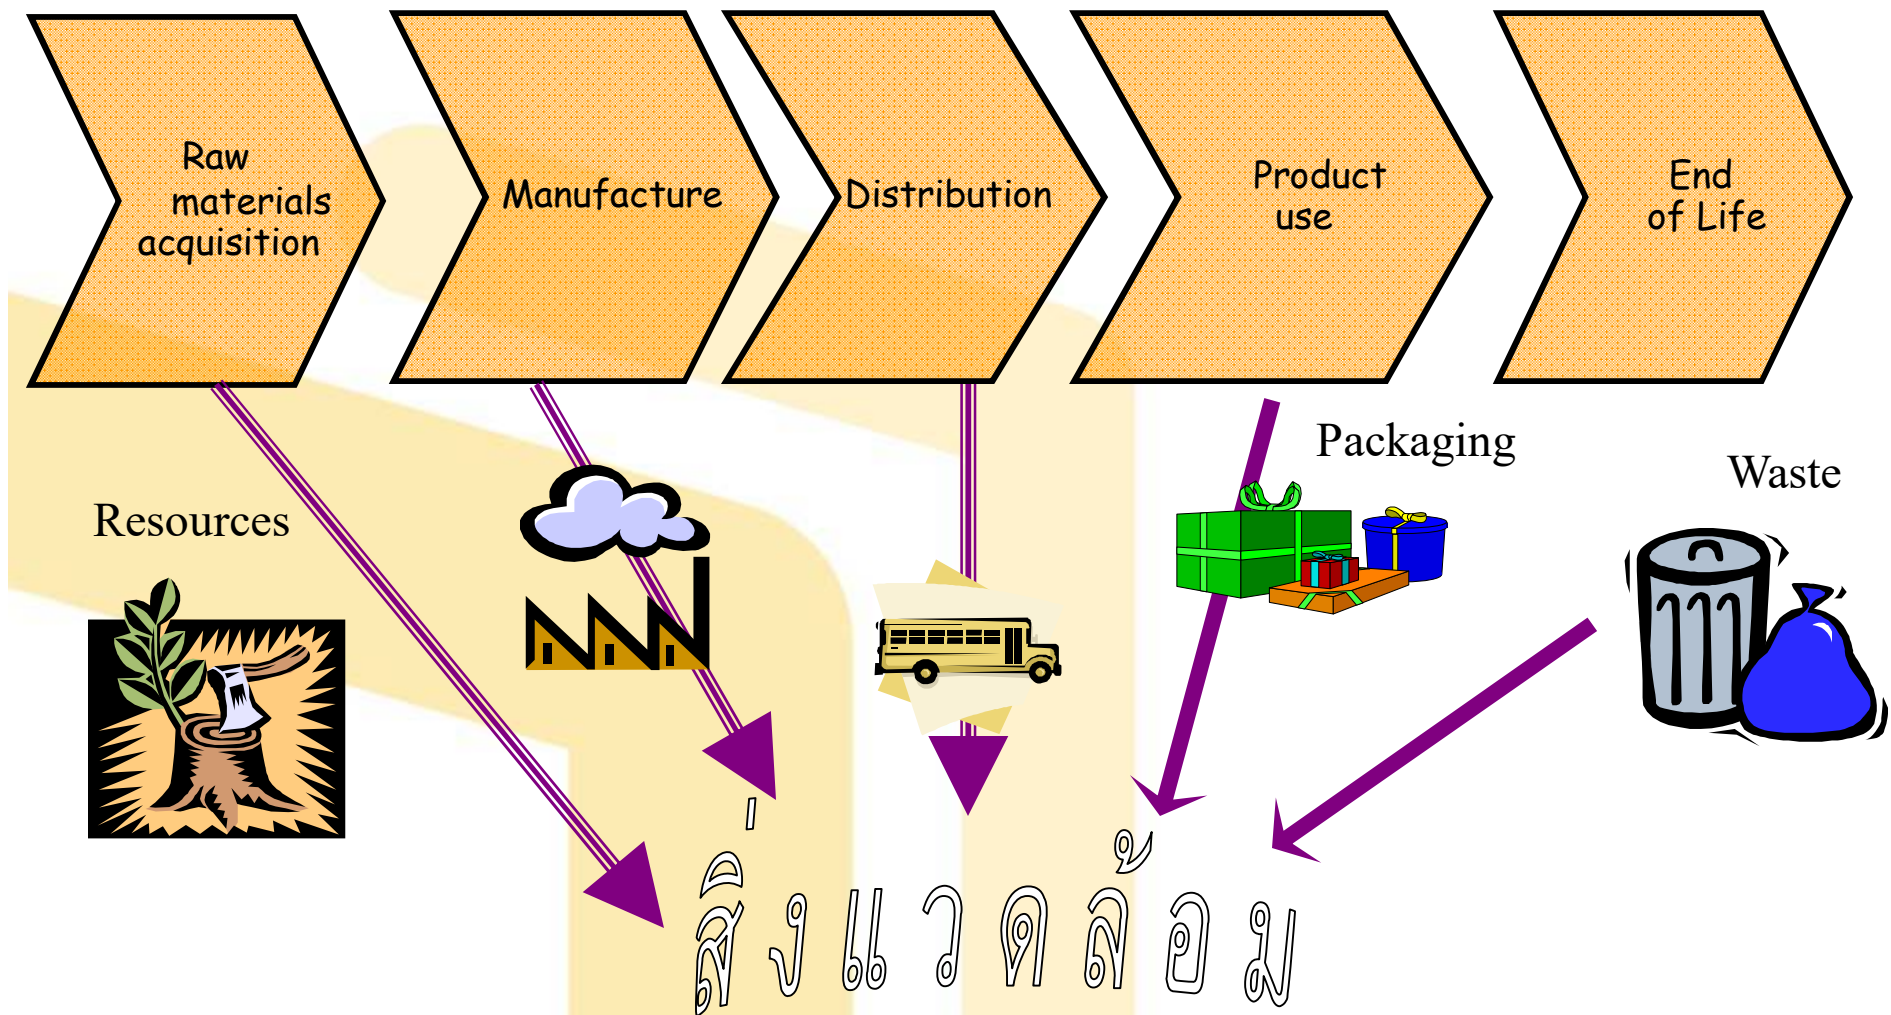 Raw
materials
acquisition
Manufacture
Distribution
Product
use
End
of Life
Packaging
Waste
Resources
สิ่งแวดล้อม